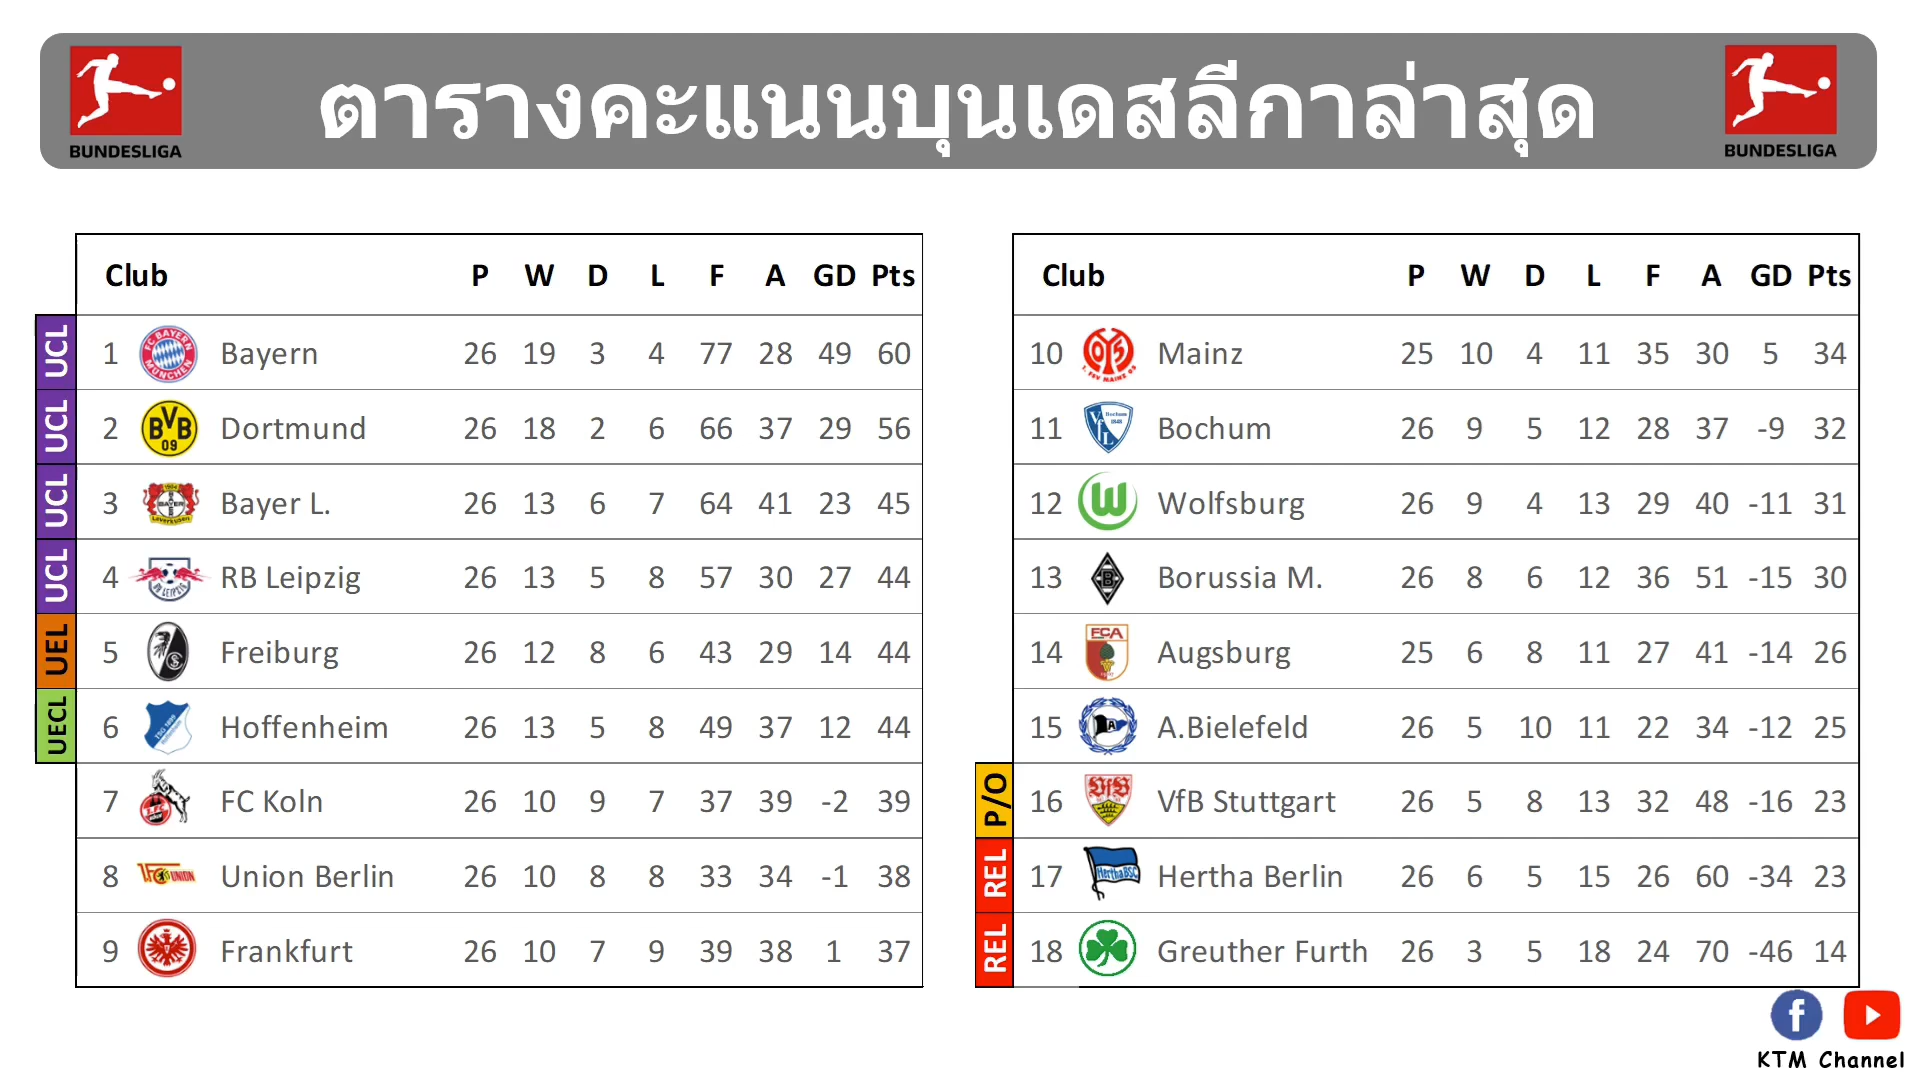 ตารางคะแนนบุนเดสลีกาล่าสุด
BUNDESLIGA
BUNDESLIGA
Club P W D L F A GD Pts
UCL 1 Bayern 26 19 3 4 77 28 49 60
UCL 2 Dortmund 26 18 2 6 66 37 29 56
UCL 3 Bayer L. 26 13 6 7 64 41 23 45
UCL 4 RB Leipzig 26 13 5 8 57 30 27 44
UEL 5 Freiburg 26 12 8 6 43 29 14 44
UECL 6 Hoffenheim 26 13 5 8 49 37 12 44
7 FC Koln 26 10 9 7 37 39 -2 39
8 Union Berlin 26 10 8 8 33 34 -1 38
9 Frankfurt 26 10 7 9 39 38 1 37
Club P W D L F A GD Pts
10 Mainz 25 10 4 11 35 30 5 34
11 Bochum 26 9 5 12 28 37 -9 32
12 Wolfsburg 26 9 4 13 29 40 -11 31
13 Borussia M. 26 8 6 12 36 51 -15 30
14 Augsburg 25 6 8 11 27 41 -14 26
15 A.Bielefeld 26 5 10 11 22 34 -12 25
P/O 16 VfB Stuttgart 26 5 8 13 32 48 -16 23
REL 17 Hertha Berlin 26 6 5 15 26 60 -34 23
REL 18 Greuther Furth 26 3 5 18 24 70 -46 14
KTM Channel